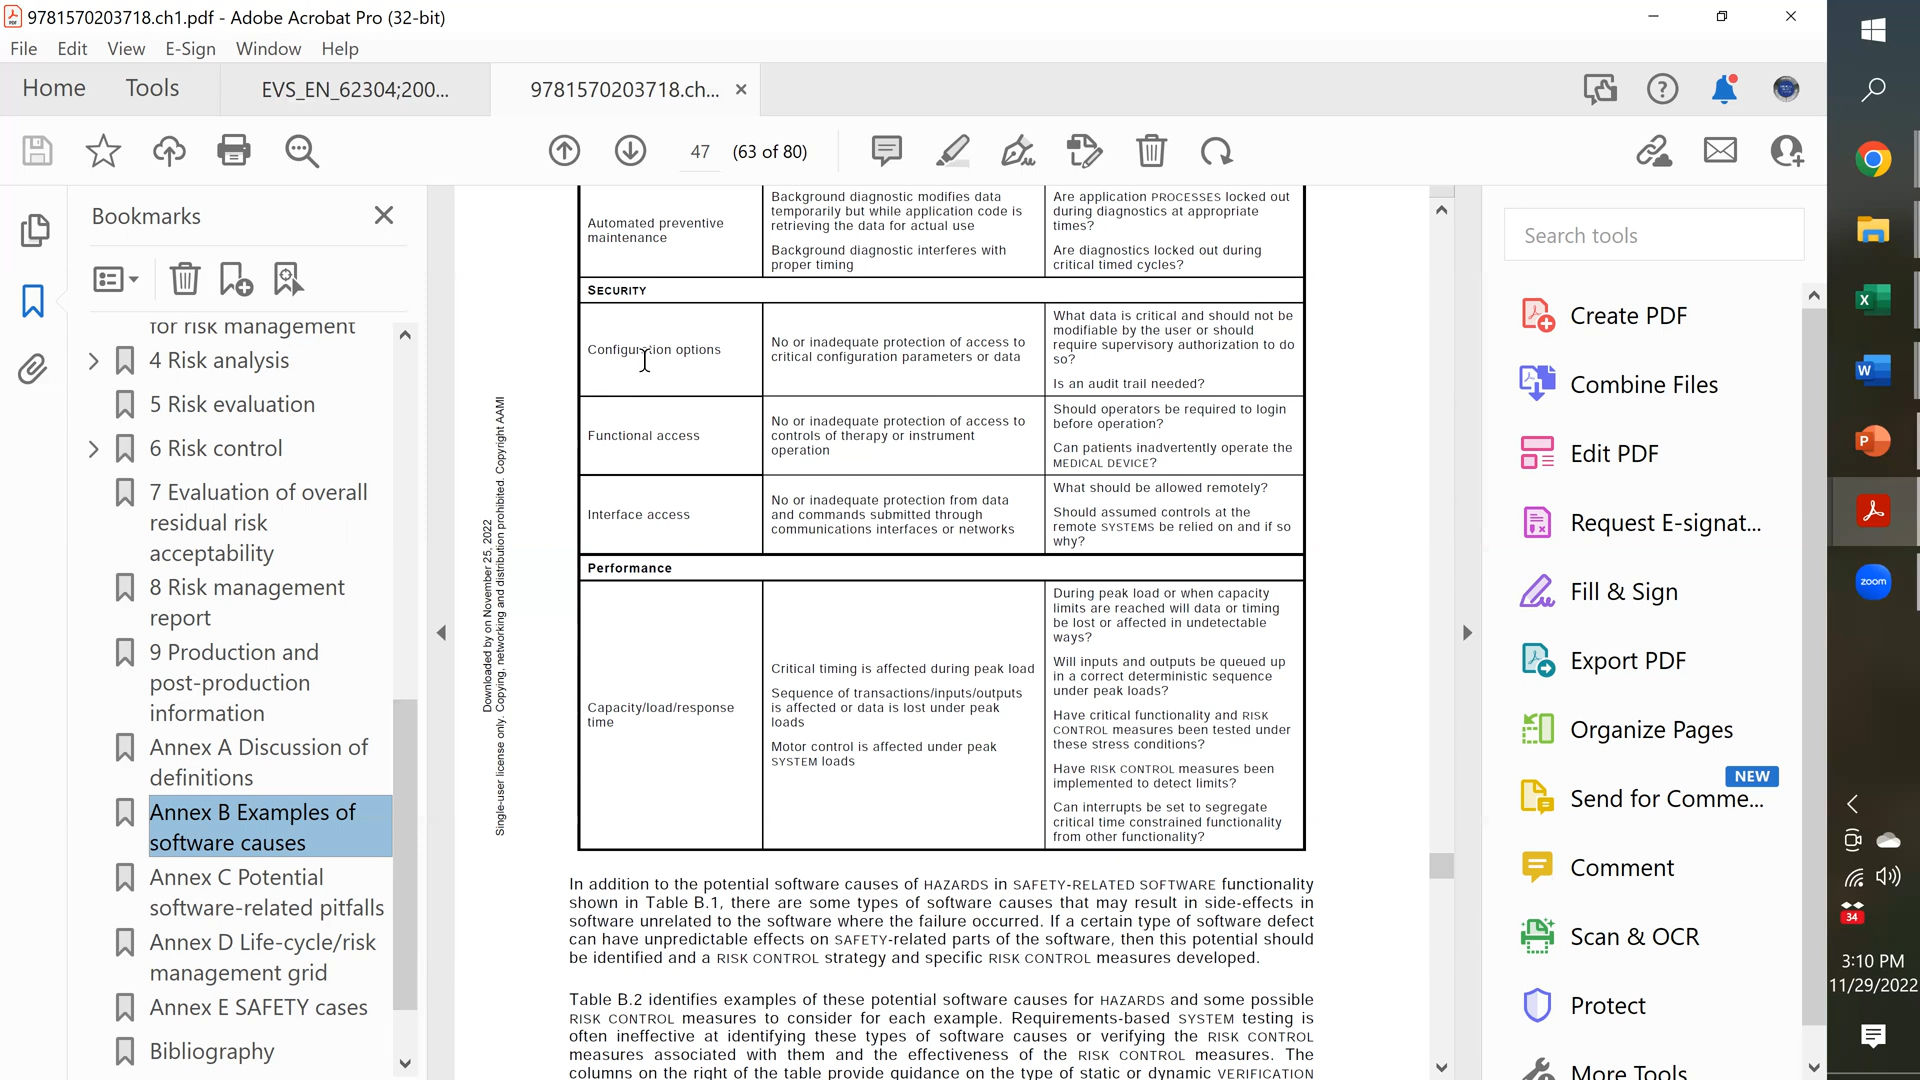 9781570203718.ch1.pdf - Adobe Acrobat Pro (32-bit)
File Edit View E-Sign Window Help
Home Tools EVS_EN_62304;200... 9781570203718.ch...
47 (63 of 80)
Bookmarks
for risk management
4 Risk analysis
5 Risk evaluation
6 Risk control
7 Evaluation of overall
residual risk
acceptability
8 Risk management
report
9 Production and
post-production
information
Annex A Discussion of
definitions
Annex B Examples of
software causes
Annex C Potential
software-related pitfalls
Annex D Life-cycle/risk
management grid
Annex E SAFETY cases
Bibliography
Downloaded by on November 25, 2022
Single-user license only. Copying, networking and distribution prohibited. Copyright AAMI
Automated preventive
maintenance
Background diagnostic modifies data
temporarily but while application code is
retrieving the data for actual use
Background diagnostic interferes with
proper timing
Are application PROCESSES locked out
during diagnostics at appropriate
times?
Are diagnostics locked out during
critical timed cycles?
SECURITY
Configuration options
No or inadequate protection of access to
critical configuration parameters or data
What data is critical and should not be
modifiable by the user or should
require supervisory authorization to do
so?
Is an audit trail needed?
Functional access
No or inadequate protection of access to
controls of therapy or instrument
operation
Should operators be required to login
before operation?
Can patients inadvertently operate the
MEDICAL DEVICE?
Interface access
No or inadequate protection from data
and commands submitted through
communications interfaces or networks
What should be allowed remotely?
Should assumed controls at the
remote SYSTEMS be relied on and if so
why?
Performance
Capacity/load/response
time
Critical timing is affected during peak load
Sequence of transactions/inputs/outputs
is affected or data is lost under peak
loads
Motor control is affected under peak
SYSTEM loads
During peak load or when capacity
limits are reached will data or timing
be lost or affected in undetectable
ways?
Will inputs and outputs be queued up
in a correct deterministic sequence
under peak loads?
Have critical functionality and RISK
CONTROL measures been tested under
these stress conditions?
Have RISK CONTROL measures been
implemented to detect limits?
Can interrupts be set to segregate
critical time constrained functionality
from other functionality?
In addition to the potential software causes of HAZARDS in SAFETY-RELATED SOFTWARE functionality
shown in Table B.1, there are some types of software causes that may result in side-effects in
software unrelated to the software where the failure occurred. If a certain type of software defect
can have unpredictable effects on SAFETY-related parts of the software, then this potential should
be identified and a RISK CONTROL strategy and specific RISK CONTROL measures developed.
Table B.2 identifies examples of these potential software causes for HAZARDS and some possible
RISK CONTROL measures to consider for each example. Requirements-based SYSTEM testing is
often ineffective at identifying these types of software causes or verifying the RISK CONTROL
measures associated with them and the effectiveness of the RISK CONTROL measures. The
columns on the right of the table provide guidance on the type of static or dynamic VERIFICATION
Search tools
Create PDF
Combine Files
Edit PDF
Request E-signat...
Fill & Sign
Export PDF
Organize Pages
NEW
Send for Comme...
Comment
Scan & OCR
Protect
More Tools
zoom
34
3:10 PM
11/29/2022